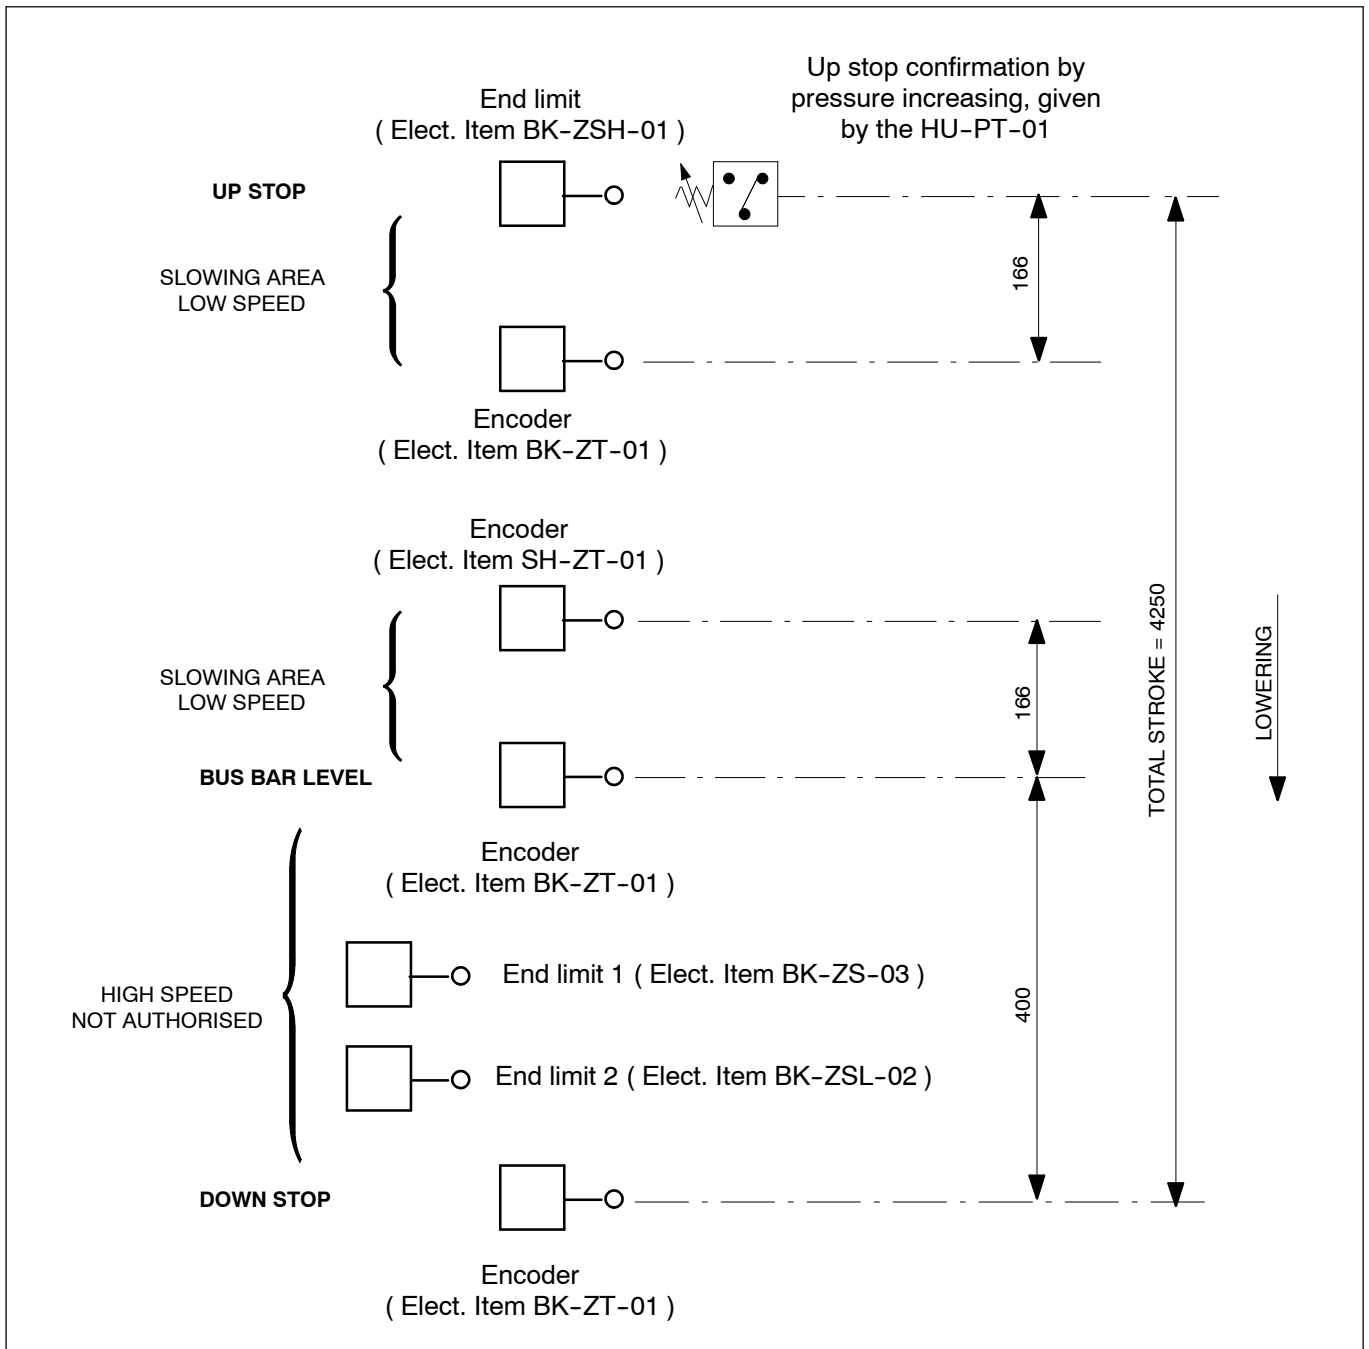 Up stop confirmation by
pressure increasing, given
by the HU-PT-01
End limit
( Elect. Item BK-ZSH-01 )
UP STOP
SLOWING AREA
LOW SPEED
166
Encoder
( Elect. Item BK-ZT-01 )
Encoder
( Elect. Item SH-ZT-01 )
SLOWING AREA
LOW SPEED
166
TOTAL STROKE = 4250
LOWERING
BUS BAR LEVEL
Encoder
( Elect. Item BK-ZT-01 )
End limit 1 ( Elect. Item BK-ZS-03 )
HIGH SPEED
NOT AUTHORISED
400
End limit 2 ( Elect. Item BK-ZSL-02 )
DOWN STOP
Encoder
( Elect. Item BK-ZT-01 )